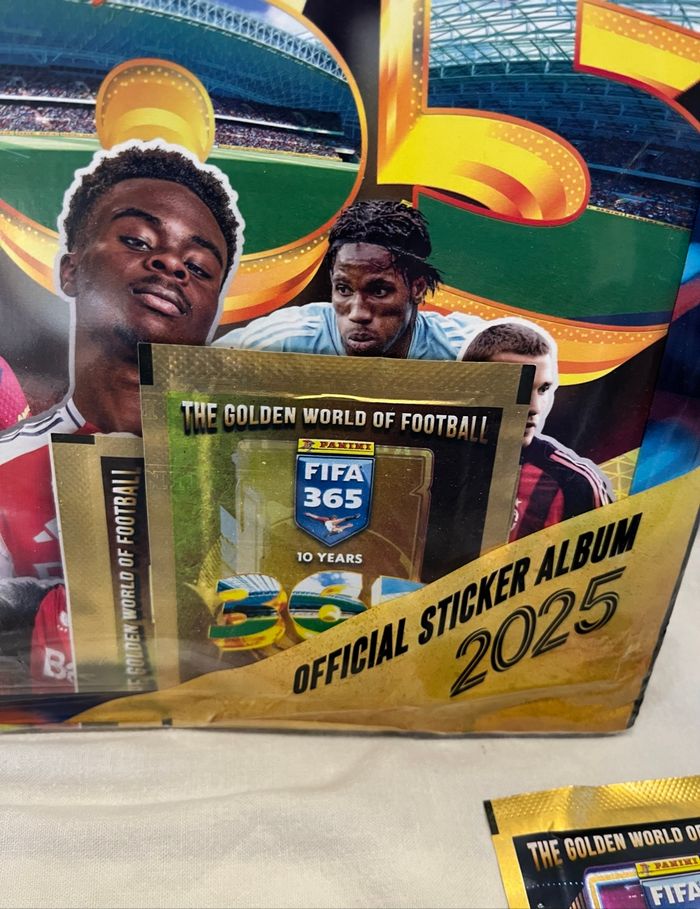 THE GOLDEN WORLD OF FOOTBALL
PANINI
FIFA
365
10 YEARS
365
GOLDEN WORLD OF FOOTBALL
OFFICIAL STICKER ALBUM
2025
THE GOLDEN WORLD OF
PANINI
FIFA